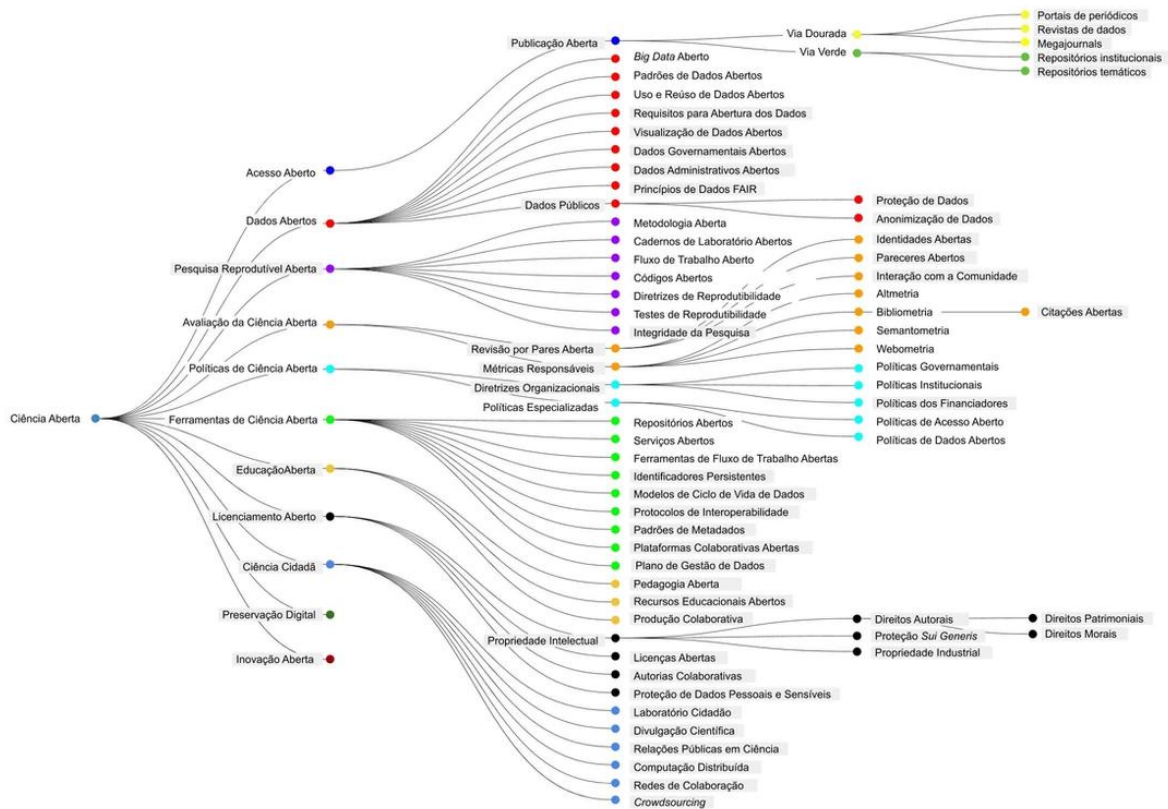 Ciência Aberta
Acesso Aberto
Publicação Aberta
Via Dourada
Portais de periódicos
Revistas de dados
Megajournals
Via Verde
Repositórios institucionais
Repositórios temáticos
Dados Abertos
Big Data Aberto
Padrões de Dados Abertos
Uso e Reúso de Dados Abertos
Requisitos para Abertura dos Dados
Visualização de Dados Abertos
Dados Governamentais Abertos
Dados Administrativos Abertos
Princípios de Dados FAIR
Dados Públicos
Proteção de Dados
Anonimização de Dados
Pesquisa Reprodutível Aberta
Metodologia Aberta
Cadernos de Laboratório Abertos
Fluxo de Trabalho Aberto
Códigos Abertos
Diretrizes de Reprodutibilidade
Testes de Reprodutibilidade
Integridade da Pesquisa
Avaliação da Ciência Aberta
Revisão por Pares Aberta
Identidades Abertas
Pareceres Abertos
Interação com a Comunidade
Métricas Responsáveis
Altmetria
Bibliometria
Citações Abertas
Semantometria
Webometria
Políticas de Ciência Aberta
Diretrizes Organizacionais
Políticas Governamentais
Políticas Institucionais
Políticas dos Financiadores
Políticas Especializadas
Políticas de Acesso Aberto
Políticas de Dados Abertos
Ferramentas de Ciência Aberta
Repositórios Abertos
Serviços Abertos
Ferramentas de Fluxo de Trabalho Abertas
Identificadores Persistentes
Modelos de Ciclo de Vida de Dados
Protocolos de Interoperabilidade
Padrões de Metadados
Plataformas Colaborativas Abertas
Plano de Gestão de Dados
EducaçãoAberta
Pedagogia Aberta
Recursos Educacionais Abertos
Produção Colaborativa
Licenciamento Aberto
Propriedade Intelectual
Direitos Autorais
Direitos Patrimoniais
Direitos Morais
Proteção Sui Generis
Propriedade Industrial
Licenças Abertas
Autorias Colaborativas
Proteção de Dados Pessoais e Sensíveis
Ciência Cidadã
Laboratório Cidadão
Divulgação Científica
Relações Públicas em Ciência
Computação Distribuída
Redes de Colaboração
Crowdsourcing
Preservação Digital
Inovação Aberta